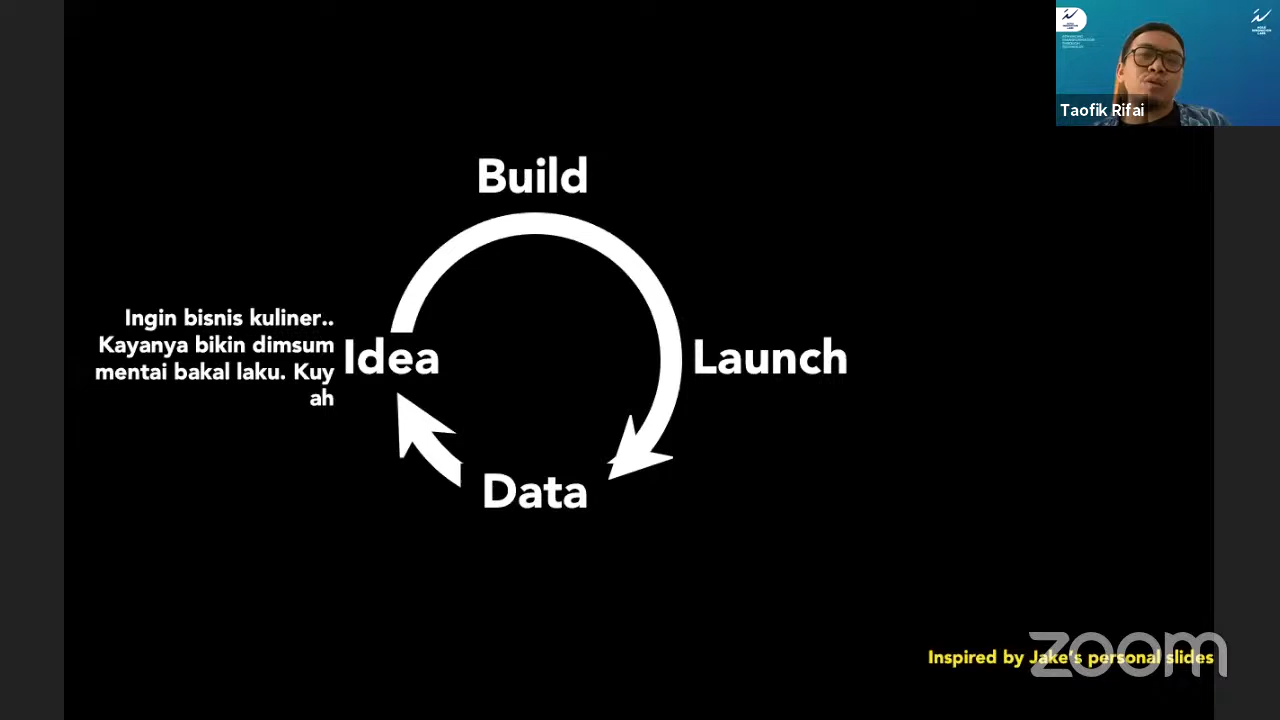 Taofik Rifai
Build
Ingin bisnis kuliner..
Kayanya bikin dimsum
mentai bakal laku. Kuy
ah
Idea
Launch
Data
Inspired by Jake's personal slides
zoom